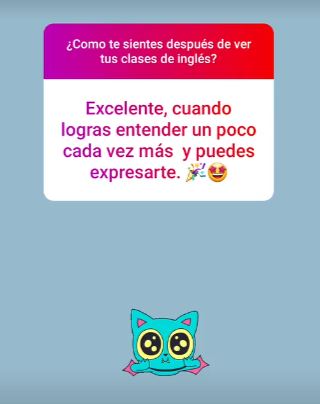 ¿Como te sientes después de ver
tus clases de inglés?
Excelente, cuando
logras entender un poco
cada vez más y puedes
expresarte. 🎉🤩